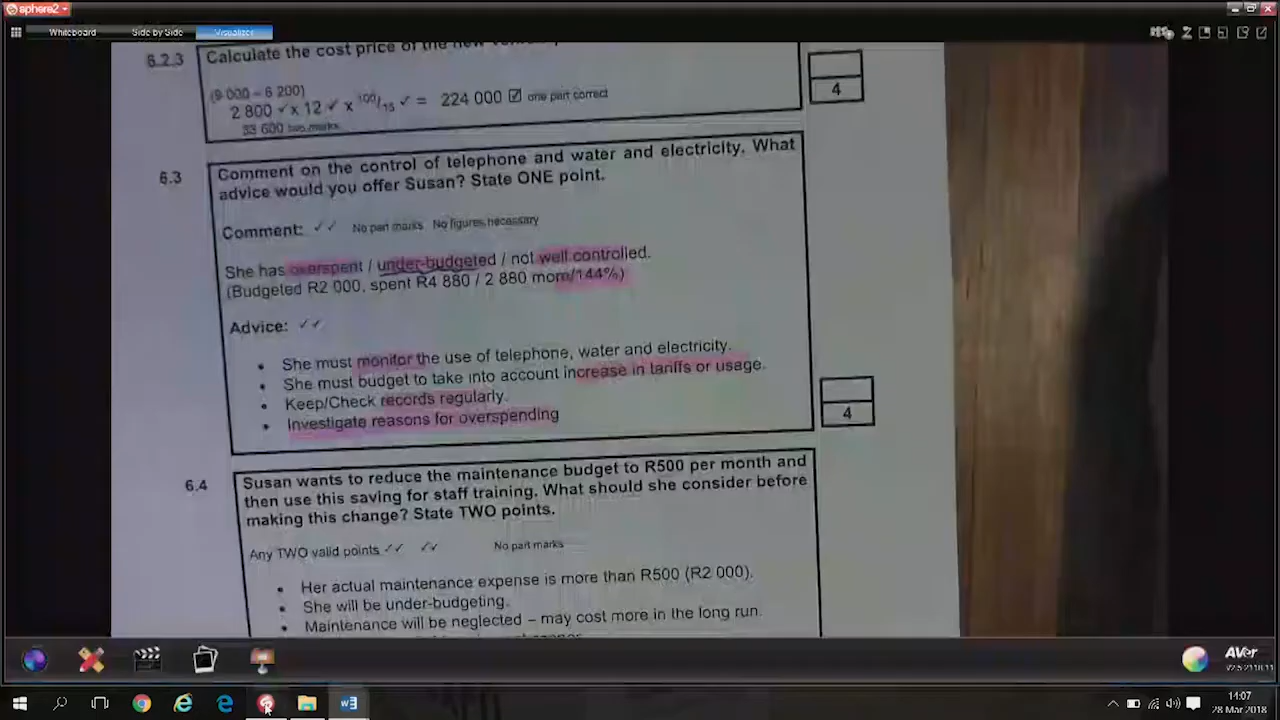 sphere2
Whiteboard Side by Side Visualizer
6.2.3 Calculate the cost price of the new
(9 000 – 6 200)
2 800 ✓ x 12 ✓ x 100/15 ✓ = 224 000 ☑ one part correct
33 600 two marks
4
6.3 Comment on the control of telephone and water and electricity. What
advice would you offer Susan? State ONE point.
Comment: ✓✓ No part marks No figures necessary
She has overspent / under-budgeted / not well controlled.
(Budgeted R2 000, spent R4 880 / 2 880 more/144%)
Advice: ✓✓
• She must monitor the use of telephone, water and electricity.
• She must budget to take into account increase in tariffs or usage.
• Keep/Check records regularly.
• Investigate reasons for overspending
4
6.4 Susan wants to reduce the maintenance budget to R500 per month and
then use this saving for staff training. What should she consider before
making this change? State TWO points.
Any TWO valid points ✓✓ ✓✓ No part marks
• Her actual maintenance expense is more than R500 (R2 000).
• She will be under-budgeting.
• Maintenance will be neglected – may cost more in the long run.
AVer
14:07
28 Mar 2018